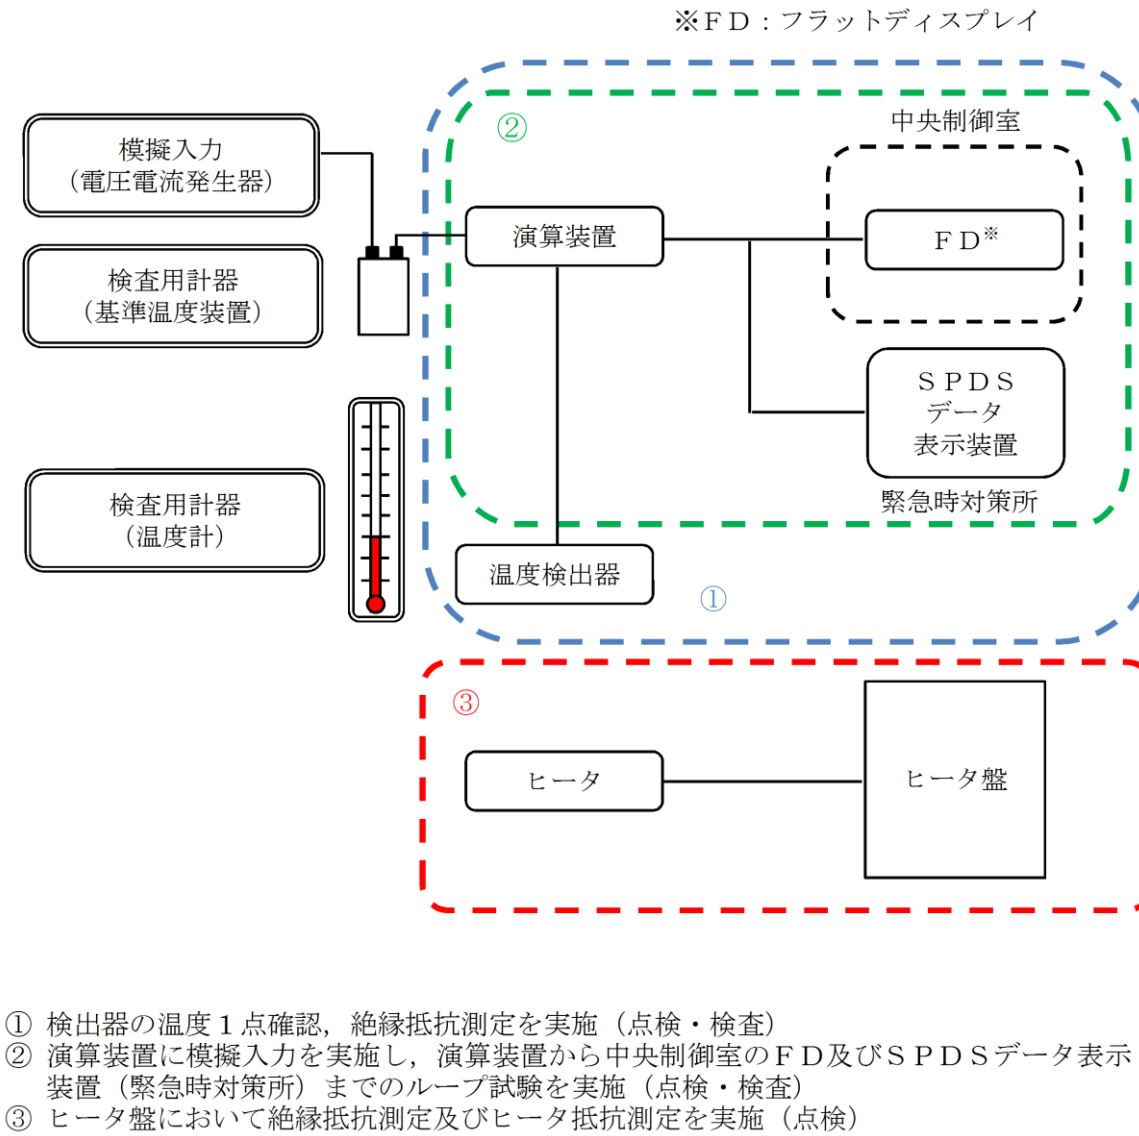 ※ＦＤ：フラットディスプレイ
②
中央制御室
模擬入力
（電圧電流発生器）
演算装置
ＦＤ※
検査用計器
（基準温度装置）
ＳＰＤＳ
データ
表示装置
緊急時対策所
検査用計器
（温度計）
温度検出器
①
③
ヒータ
ヒータ盤
① 検出器の温度１点確認，絶縁抵抗測定を実施（点検・検査）
② 演算装置に模擬入力を実施し，演算装置から中央制御室のＦＤ及びＳＰＤＳデータ表示
装置（緊急時対策所）までのループ試験を実施（点検・検査）
③ ヒータ盤において絶縁抵抗測定及びヒータ抵抗測定を実施（点検）